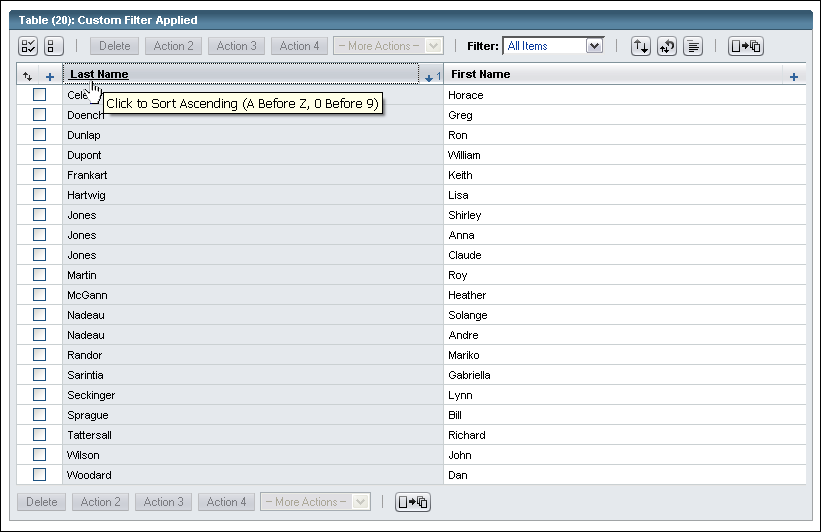 Table (20): Custom Filter Applied
Delete Action 2 Action 3 Action 4 – More Actions – Filter: All Items
Last Name 1 First Name
Horace
Click to Sort Ascending (A Before Z, 0 Before 9)
Doench Greg
Dunlap Ron
Dupont William
Frankart Keith
Hartwig Lisa
Jones Shirley
Jones Anna
Jones Claude
Martin Roy
McGann Heather
Nadeau Solange
Nadeau Andre
Randor Mariko
Sarintia Gabriella
Seckinger Lynn
Sprague Bill
Tattersall Richard
Wilson John
Woodard Dan
Delete Action 2 Action 3 Action 4 – More Actions –